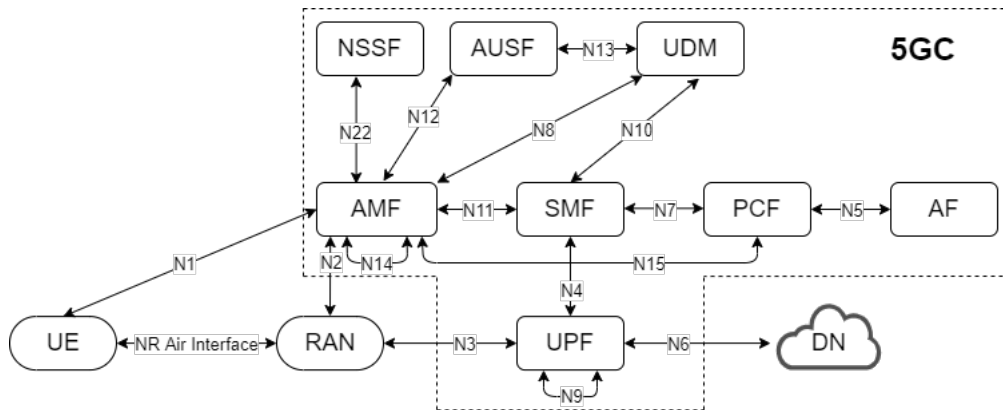 NSSF
AUSF
N13
UDM
5GC
N22
N12
N8
N10
AMF
N11
SMF
N7
PCF
N5
AF
N1
N2
N14
N15
N4
UE
NR Air Interface
RAN
N3
UPF
N6
DN
N9